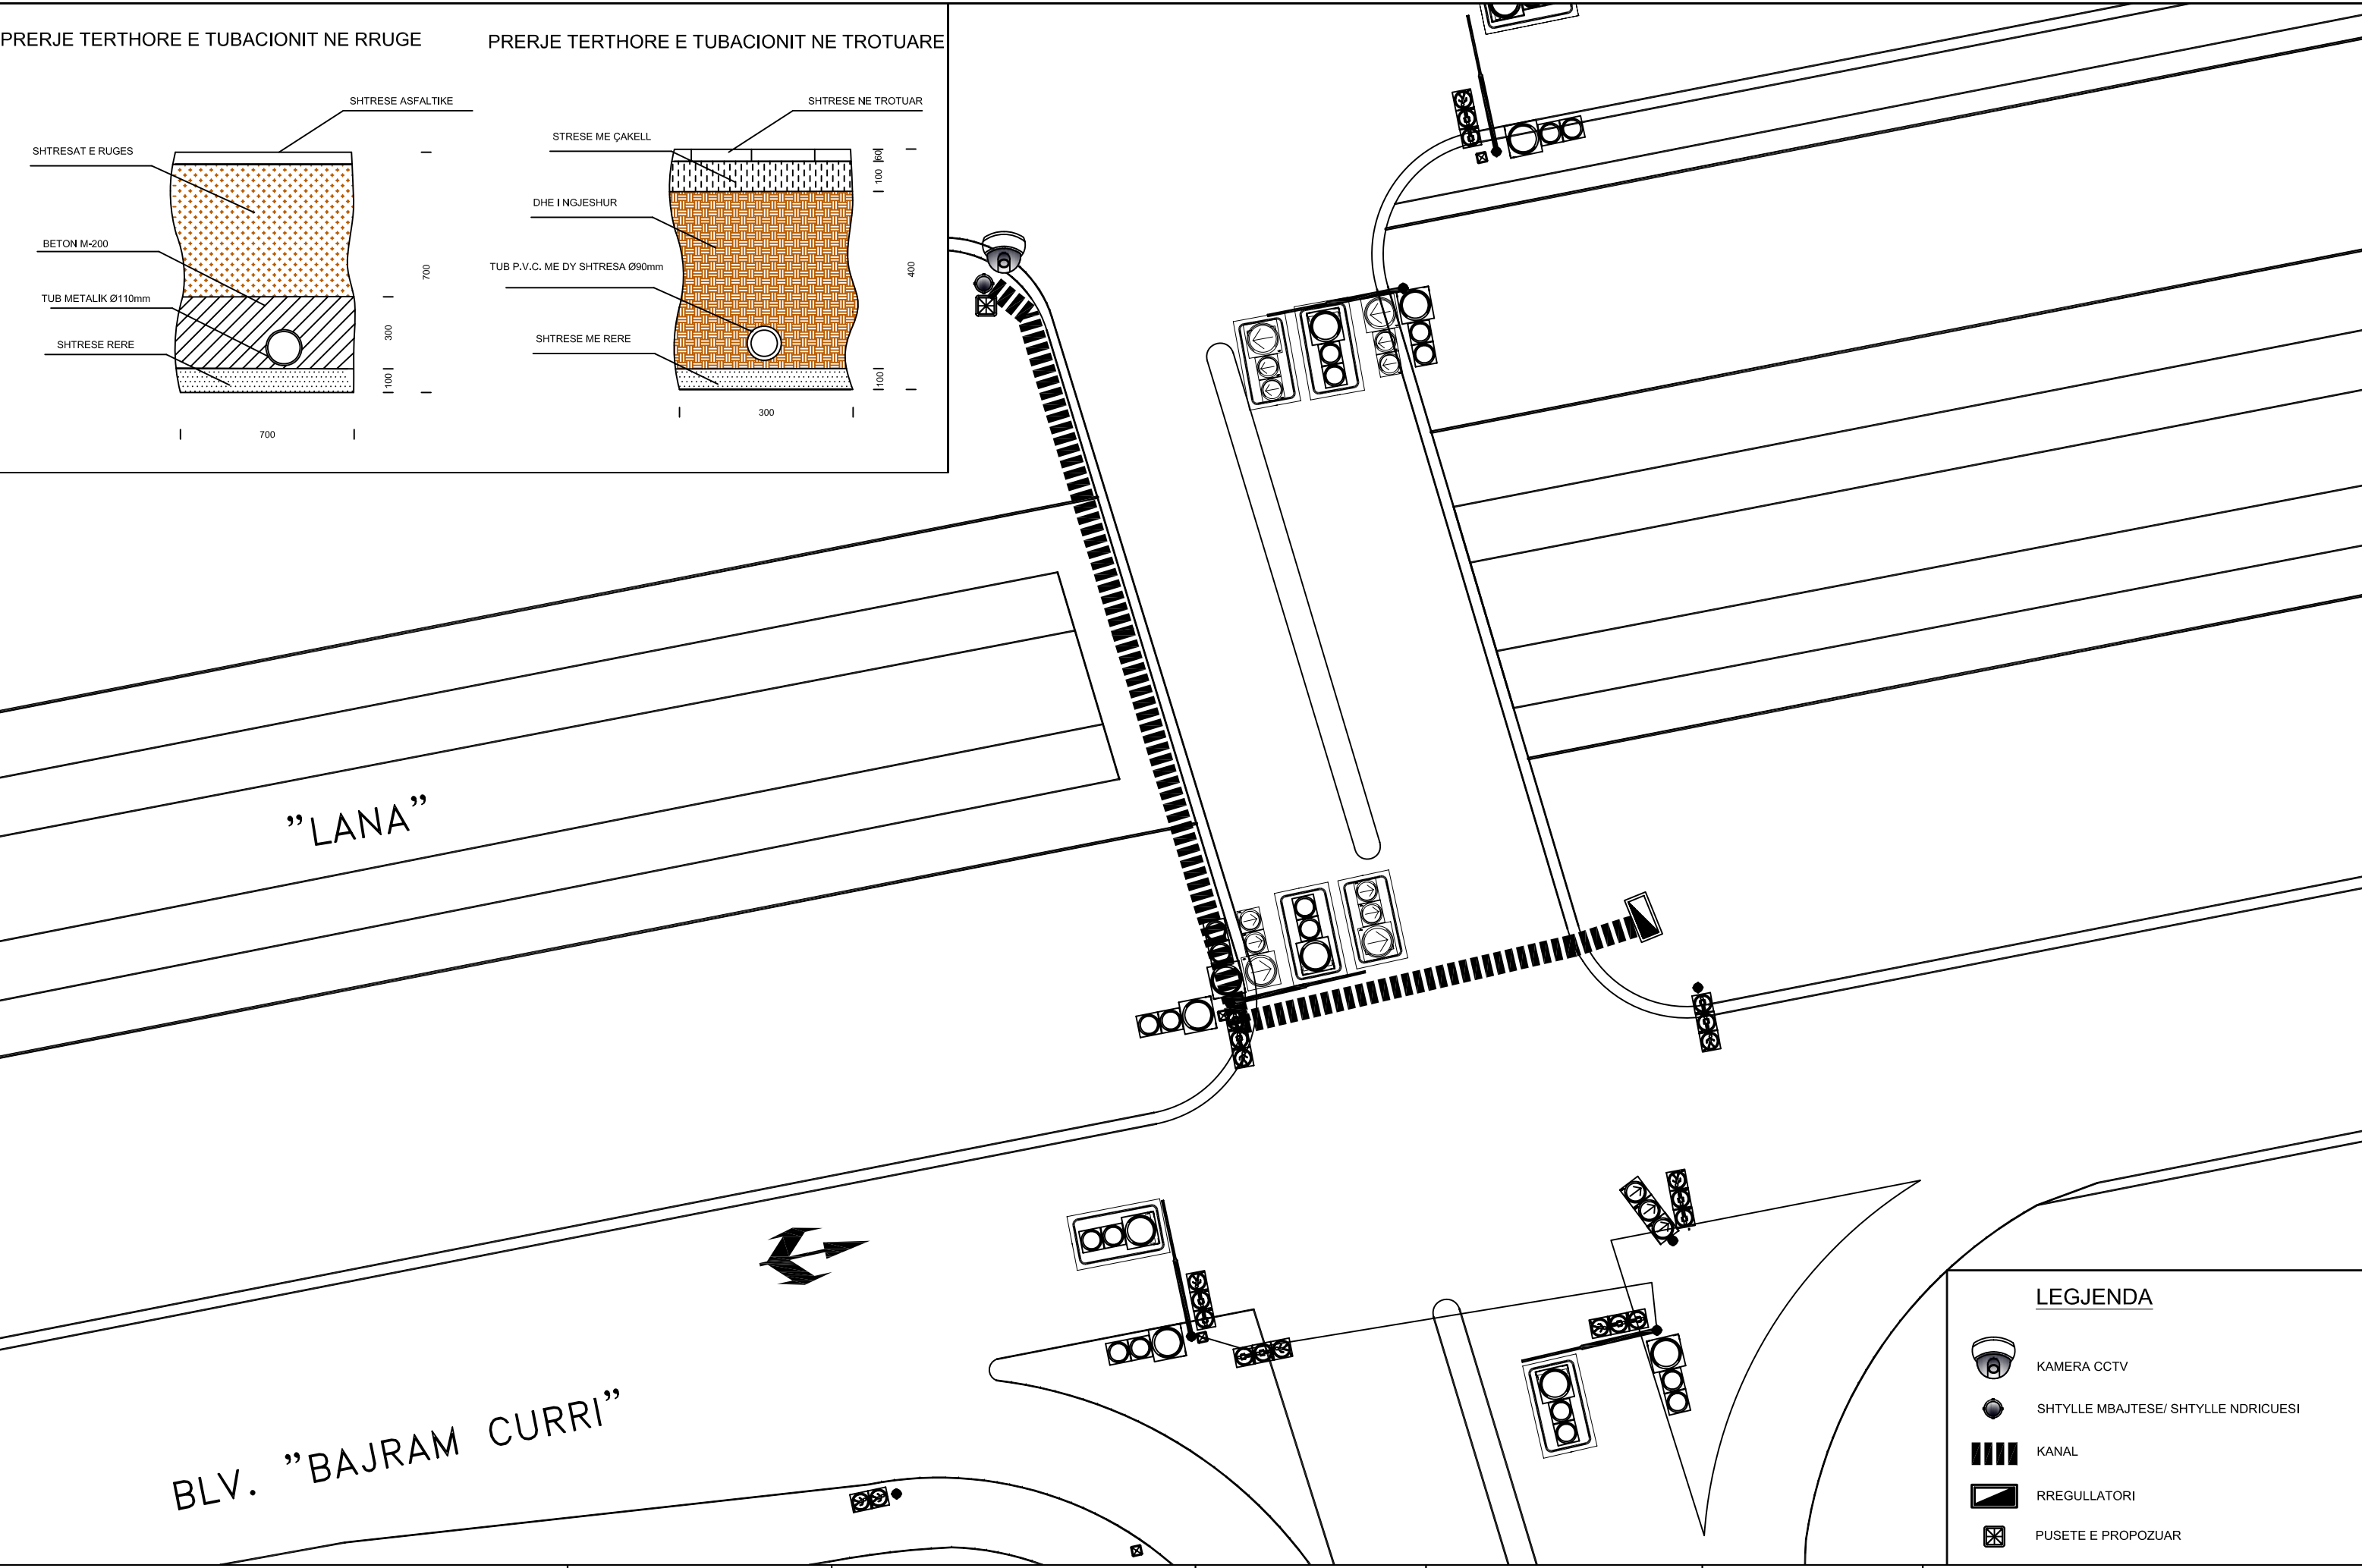 PRERJE TERTHORE E TUBACIONIT NE RRUGE
SHTRESE ASFALTIKE
SHTRESAT E RUGES
BETON M-200
TUB METALIK Ø110mm
SHTRESE RERE
700
300
100
700
PRERJE TERTHORE E TUBACIONIT NE TROTUARE
SHTRESE NE TROTUAR
STRESE ME ÇAKELL
DHE I NGJESHUR
TUB P.V.C. ME DY SHTRESA Ø90mm
SHTRESE ME RERE
60
100
400
100
300
"LANA"
BLV. "BAJRAM CURRI"
LEGJENDA
KAMERA CCTV
SHTYLLE MBAJTESE/ SHTYLLE NDRICUESI
KANAL
RREGULLATORI
PUSETE E PROPOZUAR